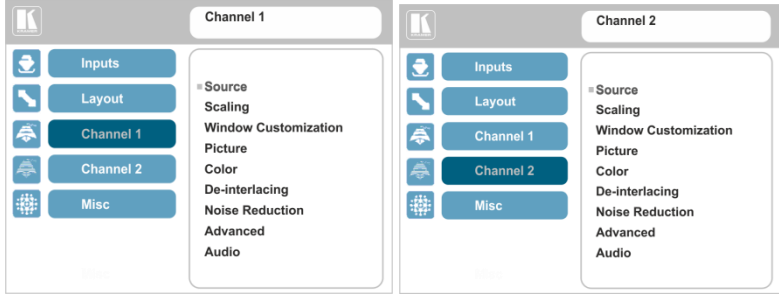 Channel 1
Inputs
Layout
Channel 1
Channel 2
Misc
Source
Scaling
Window Customization
Picture
Color
De-interlacing
Noise Reduction
Advanced
Audio
Channel 2
Inputs
Layout
Channel 1
Channel 2
Misc
Source
Scaling
Window Customization
Picture
Color
De-interlacing
Noise Reduction
Advanced
Audio